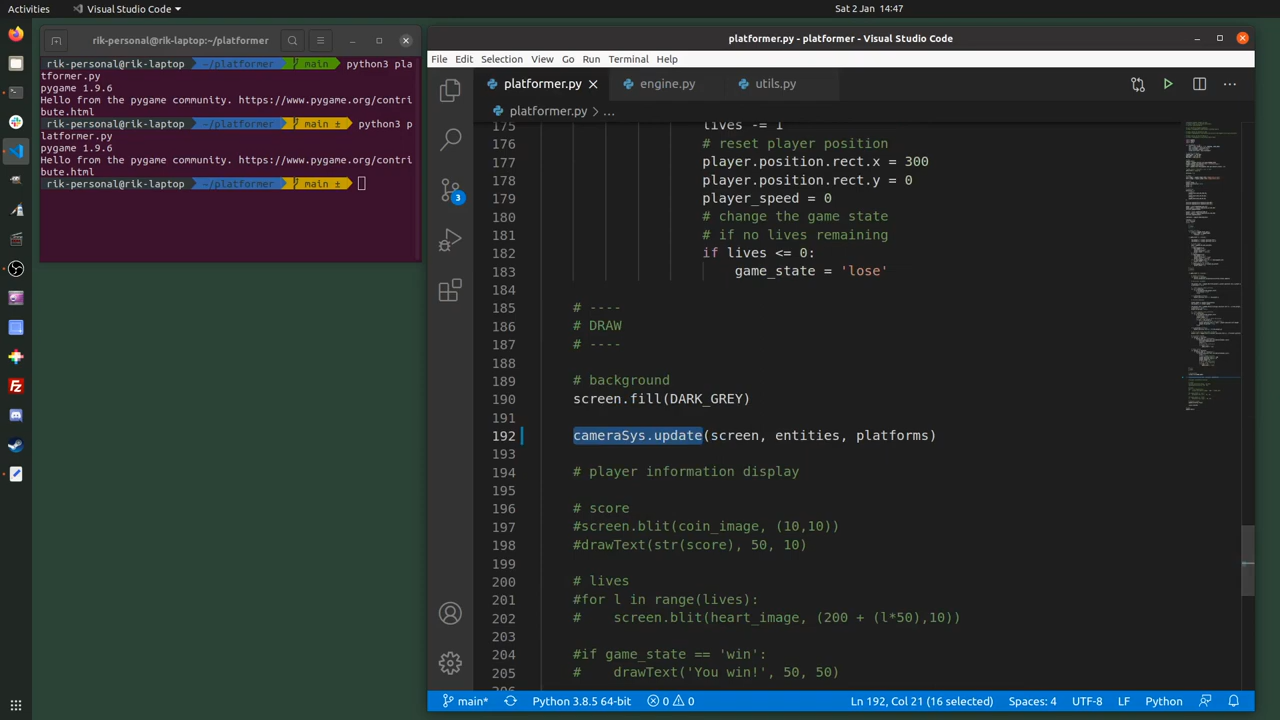 Activities
Visual Studio Code
Sat 2 Jan 14:47
rik-personal@rik-laptop:~/platformer
rik-personal@rik-laptop ~/platformer main python3 pla
tformer.py
pygame 1.9.6
Hello from the pygame community. https://www.pygame.org/contri
bute.html
rik-personal@rik-laptop ~/platformer main ± python3 p
latformer.py
pygame 1.9.6
Hello from the pygame community. https://www.pygame.org/contri
bute.html
rik-personal@rik-laptop ~/platformer main ±
platformer.py - platformer - Visual Studio Code
File Edit Selection View Go Run Terminal Help
platformer.py engine.py utils.py
platformer.py > ...
175 lives -= 1
176 # reset player position
177 player.position.rect.x = 300
178 player.position.rect.y = 0
179 player_speed = 0
180 # change the game state
181 # if no lives remaining
182 if lives <= 0:
183 game_state = 'lose'
184
185 # ----
186 # DRAW
187 # ----
188
189 # background
190 screen.fill(DARK_GREY)
191
192 cameraSys.update(screen, entities, platforms)
193
194 # player information display
195
196 # score
197 #screen.blit(coin_image, (10,10))
198 #drawText(str(score), 50, 10)
199
200 # lives
201 #for l in range(lives):
202 # screen.blit(heart_image, (200 + (l*50),10))
203
204 #if game_state == 'win':
205 # drawText('You win!', 50, 50)
3
main* Python 3.8.5 64-bit 0 0 Ln 192, Col 21 (16 selected) Spaces: 4 UTF-8 LF Python